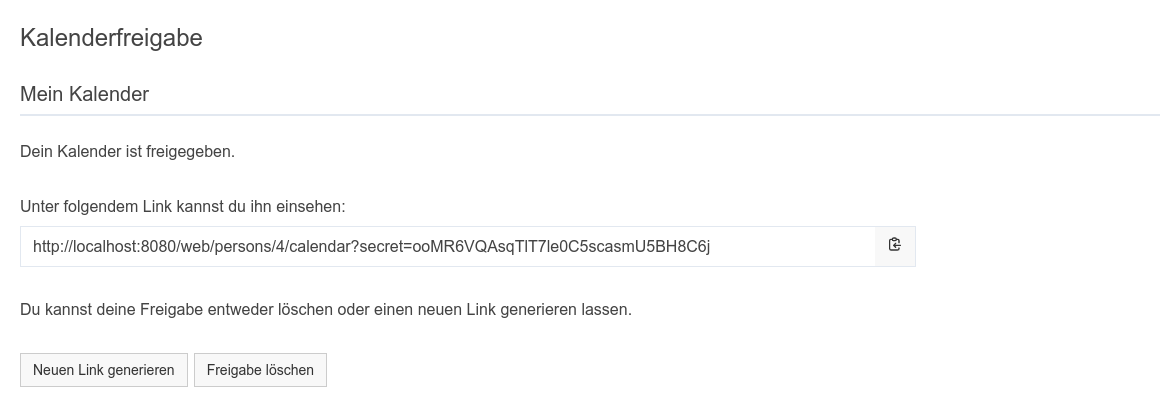 Kalenderfreigabe
Mein Kalender
Dein Kalender ist freigegeben.
Unter folgendem Link kannst du ihn einsehen:
http://localhost:8080/web/persons/4/calendar?secret=ooMR6VQAsqTlT7le0C5scasmU5BH8C6j
Du kannst deine Freigabe entweder löschen oder einen neuen Link generieren lassen.
Neuen Link generieren Freigabe löschen